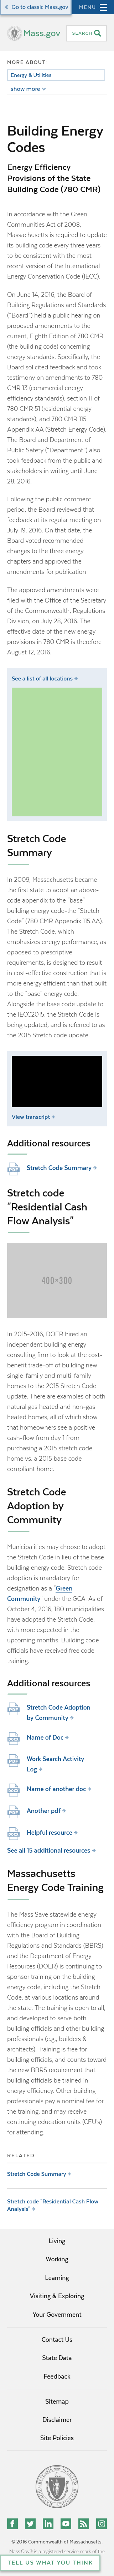 Go to classic Mass.gov
MENU
Mass.gov
SEARCH
MORE ABOUT
Energy & Utilities
show more
Building Energy
Codes
Energy Efficiency
Provisions of the State
Building Code (780 CMR)
In accordance with the Green
Communities Act of 2008,
Massachusetts is required to update
its building code every three years
to be consistent with the most
recent version of the International
Energy Conservation Code (IECC).
On June 14, 2016, the Board of
Building Regulations and Standards
("Board") held a public hearing on
the proposed amendments to the
current, Eighth Edition of 780 CMR
(the building code) concerning
energy standards. Specifically, the
Board solicited feedback and took
testimony on amendments to 780
CMR 13 (commercial energy
efficiency standards), section 11 of
780 CMR 51 (residential energy
standards), and 780 CMR 115
Appendix AA (Stretch Energy Code).
The Board and Department of
Public Safety ("Department") also
took feedback from the public and
stakeholders in writing until June
28, 2016.
Following the public comment
period, the Board reviewed that
feedback at its regular meeting on
July 19, 2016. On that date, the
Board voted recommended
changes to the three energy
chapters and approved the
amendments for final adoption
The approved amendments were
filed with the Office of the Secretary
of the Commonwealth, Regulations
Division, on July 28, 2016. The
effective date of the new energy
provisions in 780 CMR is therefore
August 12, 2016.
See a list of all locations
Stretch Code
Summary
In 2009, Massachusetts became
the first state to adopt an above-
code appendix to the "base"
building energy code the "Stretch
Code" (780 CMR Appendix 115.AA).
The Stretch Code, which
emphasizes energy performance, as
opposed to prescriptive
requirements, is designed to result
in cost-effective construction that
is more energy efficient than that
built to the "base" energy code.
Alongside the base code update to
the IECC2015, the Stretch Code is
being updated, and is referred to as
the 2015 Stretch Code update.
View transcript
Additional resources
Stretch Code Summary
Stretch code
"Residential Cash
Flow Analysis"
400×300
In 2015-2016, DOER hired an
independent building energy
consulting firm to look at the cost-
benefit trade-off of building new
single-family and multi-family
homes to the 2015 Stretch Code
Update. There are examples of both
natural gas heated and non-gas
heated homes, all of which show
that homeowners see a positive
cash-flow from day 1 from
purchasing a 2015 stretch code
home vs. a 2015 base code
compliant home.
Stretch Code
Adoption by
Community
Municipalities may choose to adopt
the Stretch Code in lieu of the base
building energy code. Stretch code
adoption is mandatory for
designation as a "Green
Community" under the GCA. As of
October 4, 2016, 180 municipalities
have adopted the Stretch Code,
with more expected in the
upcoming months. Building code
officials receive free stretch code
training.
Additional resources
Stretch Code Adoption
by Community
Name of Doc
Work Search Activity
Log
Name of another doc
Another pdf
Helpful resource
See all 15 additional resources
Massachusetts
Energy Code Training
The Mass Save statewide energy
efficiency program in coordination
with the Board of Building
Regulations and Standards (BBRS)
and the Department of Energy
Resources (DOER) is continuing to
sponsor training on the building
energy code, including the stretch
code, at various locations around
the state. The training is open to all,
and is developed for code officials
and other design and building
professionals (e.g., builders &
architects). Training is free for
building officials, and counts toward
the new BBRS requirement that
building officials obtain credits
related to building energy
efficiency. Other building
professionals may pay a nominal
fee per training, and may receive
continuing education units (CEU's)
for attending.
RELATED
Stretch Code Summary
Stretch code "Residential Cash Flow
Analysis"
Living
Working
Learning
Visiting & Exploring
Your Government
Contact Us
State Data
Feedback
Sitemap
Disclaimer
Site Policies
© 2016 Commonwealth of Massachusetts.
Mass.Gov® is a registered service mark of the
TELL US WHAT YOU THINK